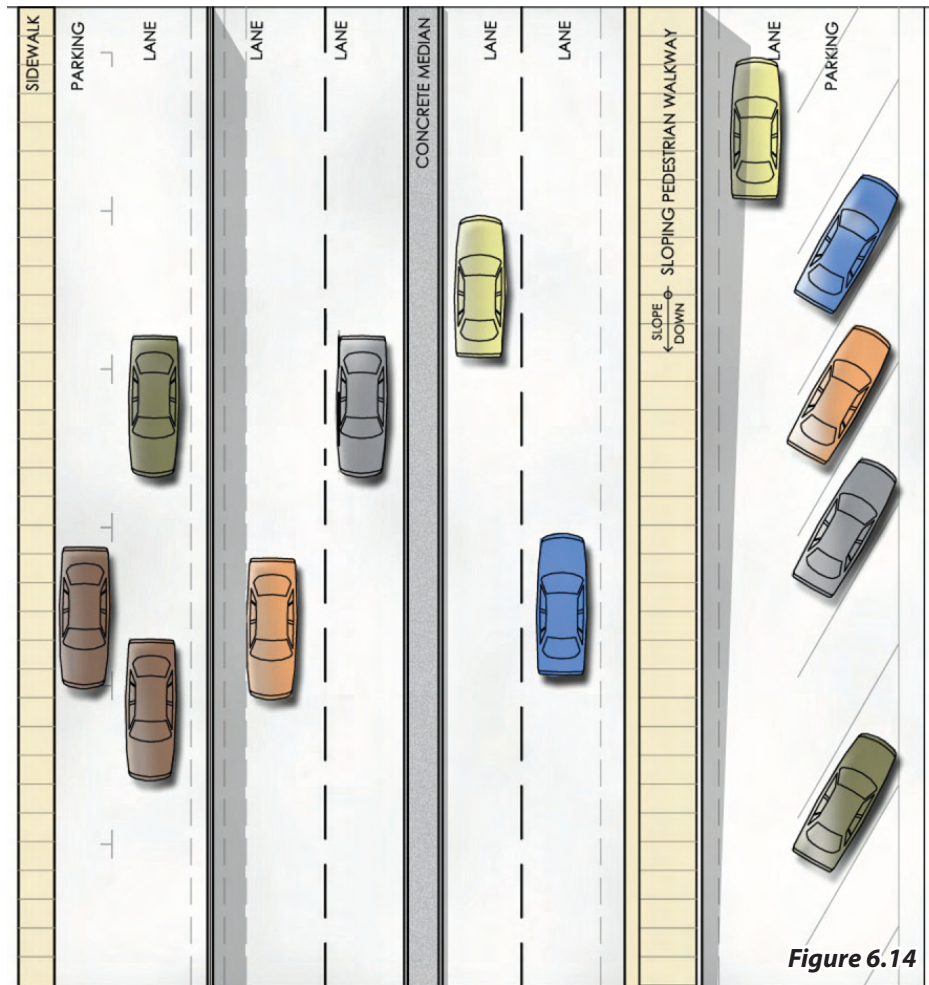 SIDEWALK
PARKING
LANE
LANE
LANE
CONCRETE MEDIAN
LANE
LANE
SLOPING PEDESTRIAN WALKWAY
SLOPE
DOWN
LANE
PARKING
Figure 6.14